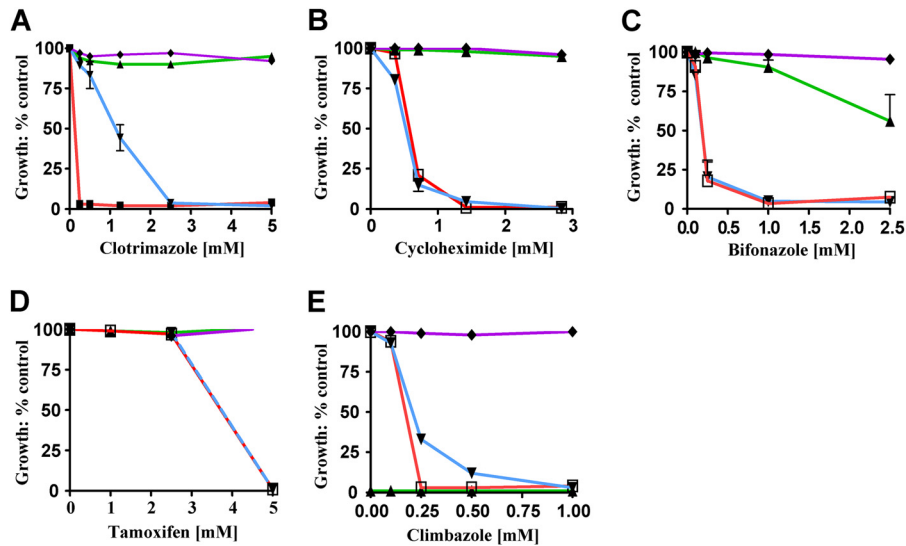 A
Growth: % control
100
75
50
25
0
0 1 2 3 4 5
Clotrimazole [mM]
B
Growth: % control
100
75
50
25
0
0 1 2 3
Cycloheximide [mM]
C
Growth: % control
100
75
50
25
0
0.0 0.5 1.0 1.5 2.0 2.5
Bifonazole [mM]
D
Growth: % control
100
75
50
25
0
0 1 2 3 4 5
Tamoxifen [mM]
E
Growth: % control
100
75
50
25
0
0.00 0.25 0.50 0.75 1.00
Climbazole [mM]